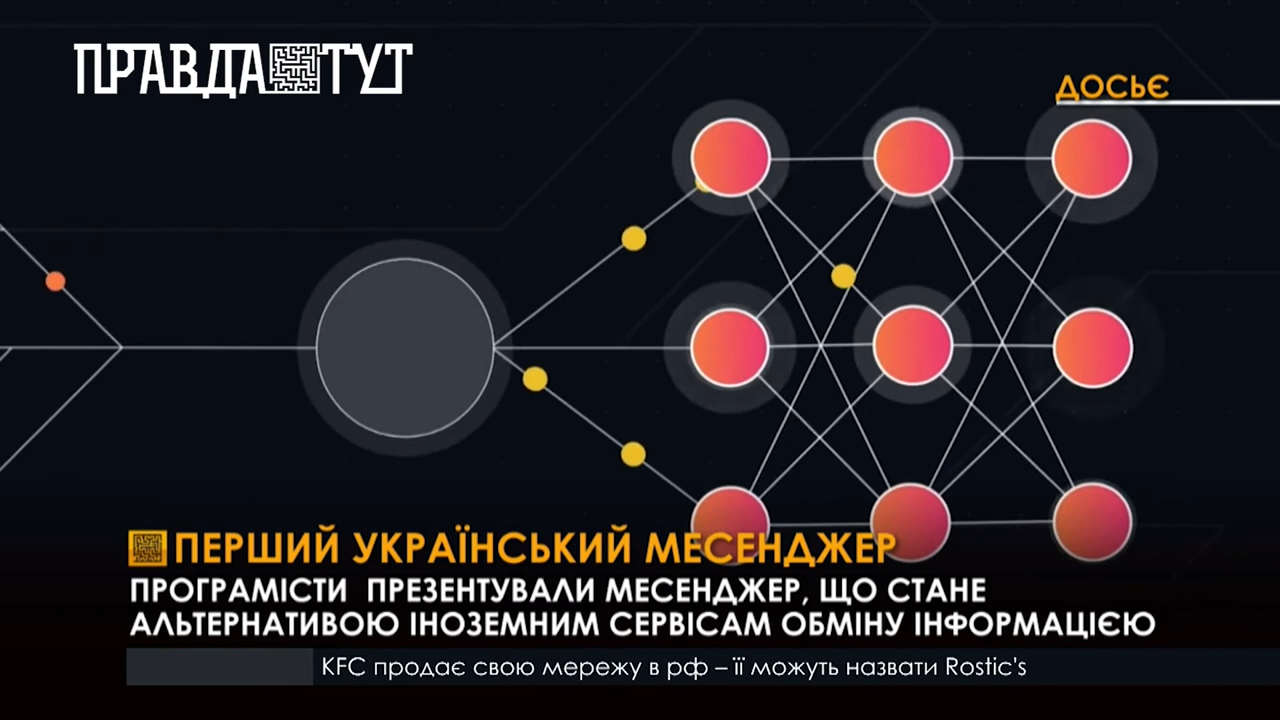 ПРАВДА ТУТ
ДОСЬЄ
ПЕРШИЙ УКРАЇНСЬКИЙ МЕСЕНДЖЕР
ПРОГРАМІСТИ ПРЕЗЕНТУВАЛИ МЕСЕНДЖЕР, ЩО СТАНЕ
АЛЬТЕРНАТИВОЮ ІНОЗЕМНИМ СЕРВІСАМ ОБМІНУ ІНФОРМАЦІЄЮ
KFC продає свою мережу в рф – її можуть назвати Rostic's